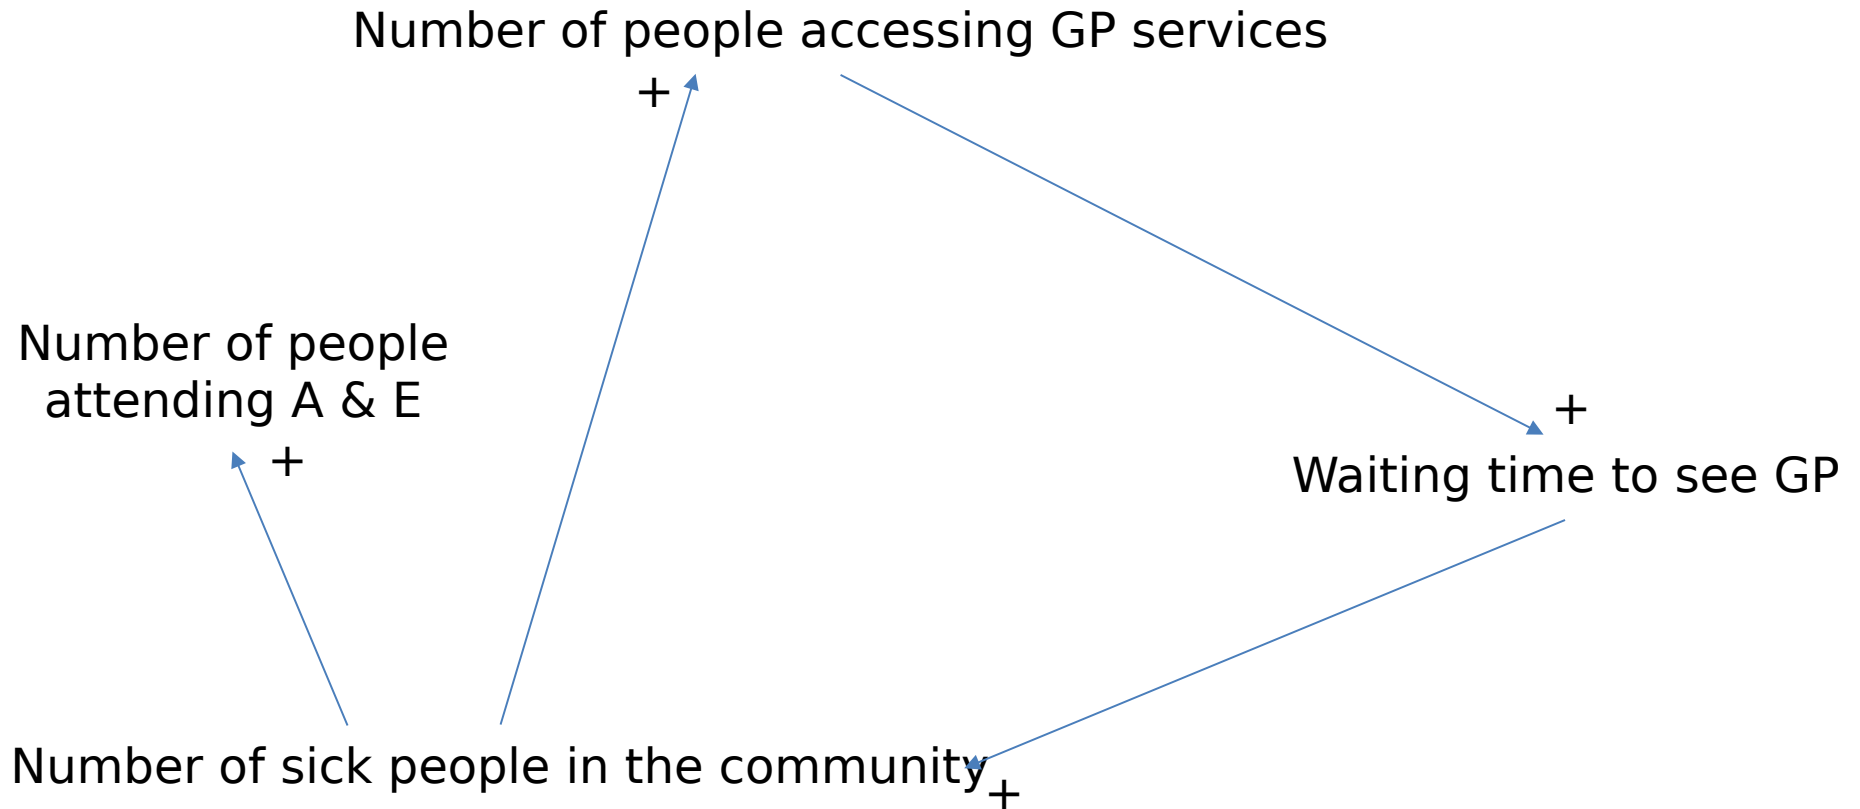 Number of people accessing GP services
+
Number of people
attending A & E
+
+
Waiting time to see GP
Number of sick people in the community
+